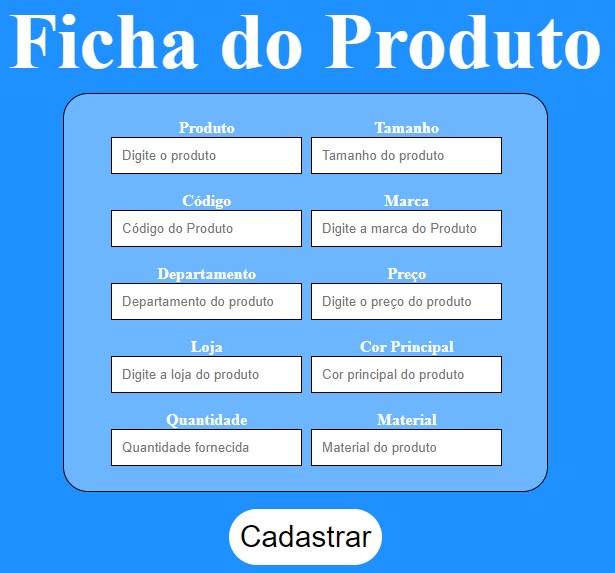 Ficha do Produto
Produto Tamanho
Digite o produto Tamanho do produto
Código Marca
Código do Produto Digite a marca do Produto
Departamento Preço
Departamento do produto Digite o preço do produto
Loja Cor Principal
Digite a loja do produto Cor principal do produto
Quantidade Material
Quantidade fornecida Material do produto
Cadastrar